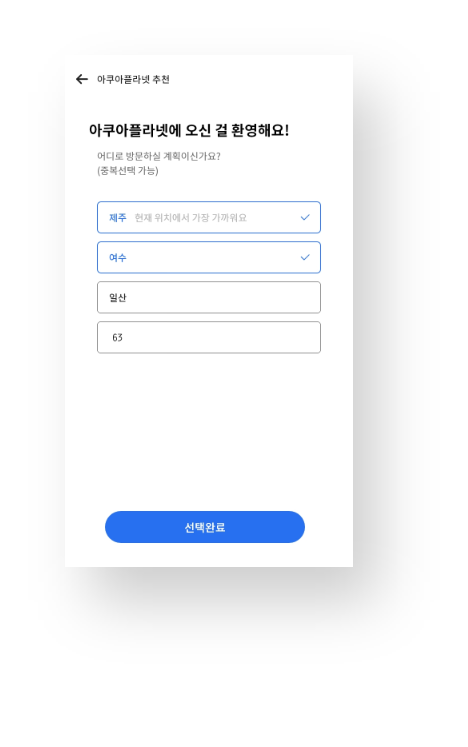 아쿠아플라넷 추천
아쿠아플라넷에 오신 걸 환영해요!
어디로 방문하실 계획이신가요?
(중복선택 가능)
제주 현재 위치에서 가장 가까워요
여수
일산
63
선택완료